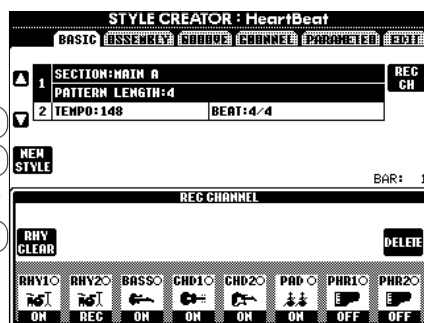 STYLE CREATOR : HeartBeat
BASIC ASSEMBLY GROOVE CHANNEL PARAMETER EDIT
1 SECTION:MAIN A
PATTERN LENGTH:4
REC CH
2 TEMPO:148 BEAT:4/4
NEW STYLE
BAR: 1
REC CHANNEL
RHY CLEAR
DELETE
RHY1 RHY2 BASS CHD1 CHD2 PAD PHR1 PHR2
ON REC ON ON ON ON OFF OFF